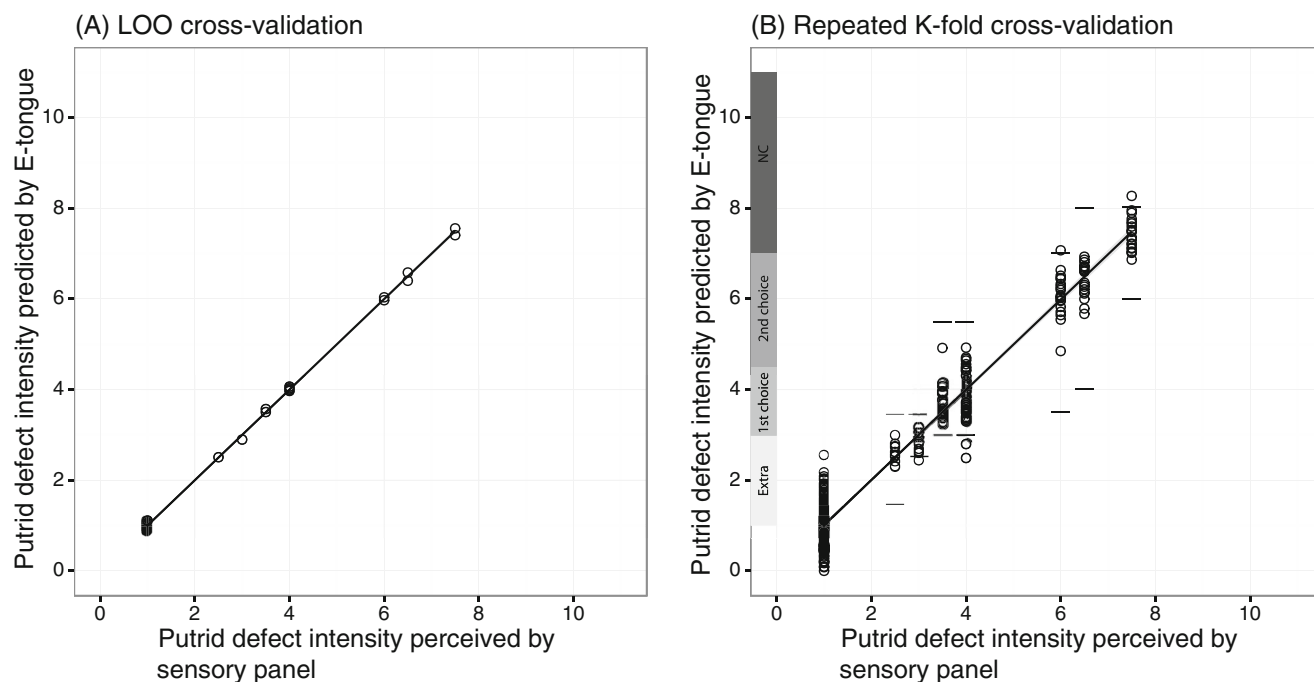 (A) LOO cross-validation
Putrid defect intensity predicted by E-tongue
10
8
6
4
2
0
0 2 4 6 8 10
Putrid defect intensity perceived by
sensory panel
(B) Repeated K-fold cross-validation
Putrid defect intensity predicted by E-tongue
10
8
6
4
2
0
NC
2nd choice
1st choice
Extra
0 2 4 6 8 10
Putrid defect intensity perceived by
sensory panel